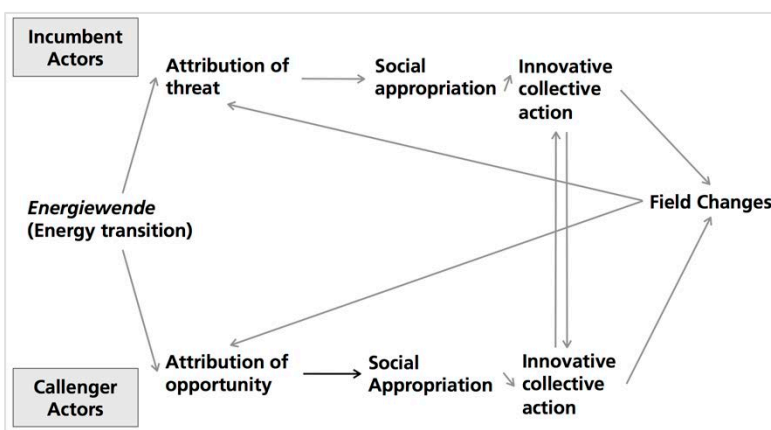 Incumbent
Actors
Attribution of
threat
Social
appropriation
Innovative
collective
action
Energiewende
(Energy transition)
Field Changes
Callenger
Actors
Attribution of
opportunity
Social
Appropriation
Innovative
collective
action